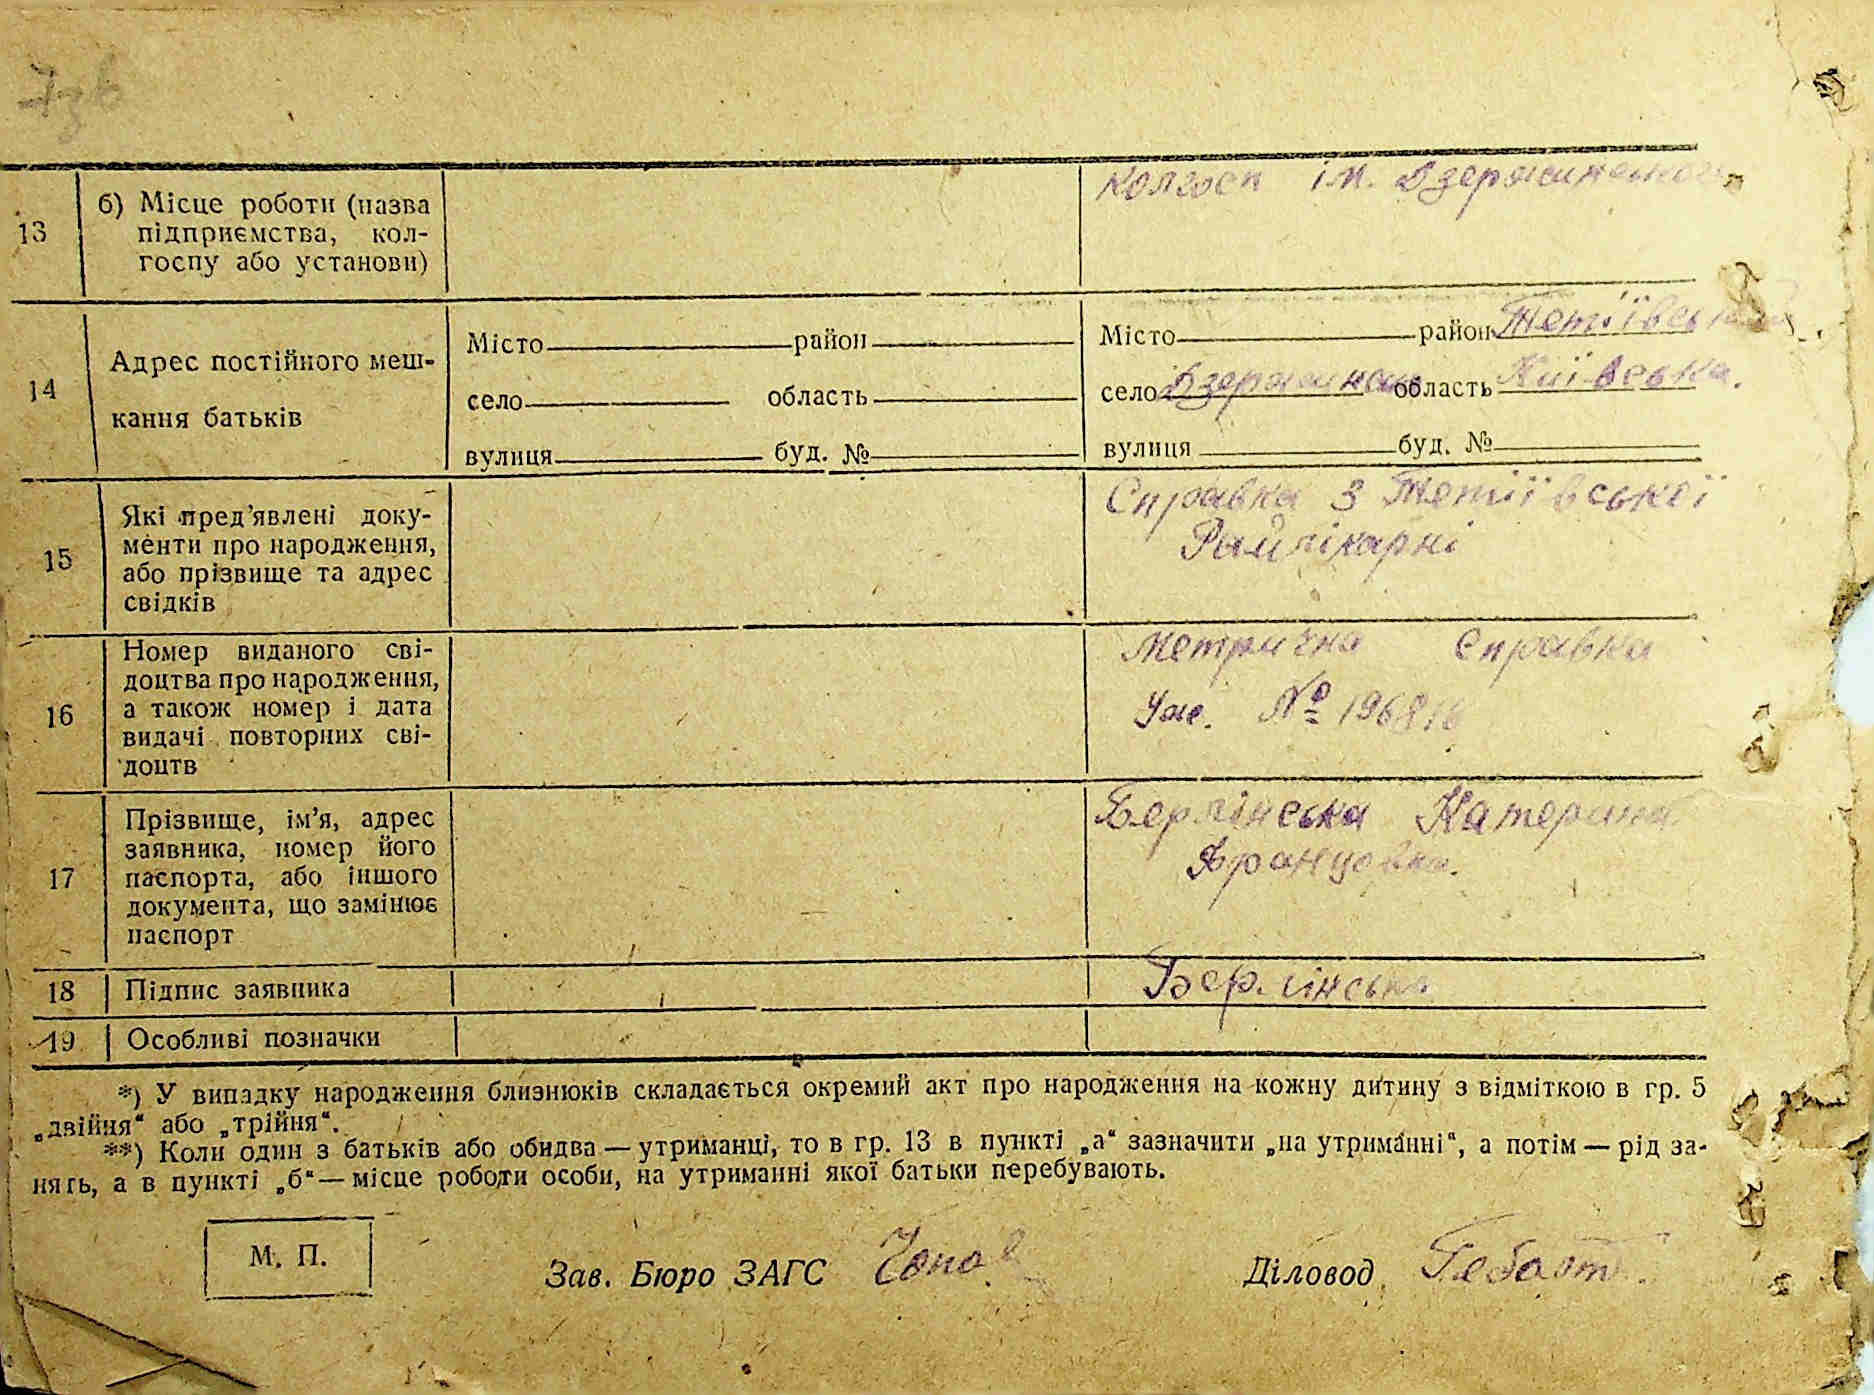 13
б) Місце роботи (назва
підприємства, кол-
госпу або установи)
Колгосп ім. Дзержинського
14
Адрес постійного меш-
кання батьків
Місто район
село область
вулиця буд. №
Місто район Тетіївський
село Дзержинськ область Київська.
вулиця буд. №
15
Які пред'явлені доку-
менти про народження,
або прізвище та адрес
свідків
Справка з Тетіївської
Райлікарні
16
Номер виданого сві-
доцтва про народження,
а також номер і дата
видачі повторних сві-
доцтв
Метрична справка
№ 196816
17
Прізвище, ім'я, адрес
заявника, номер його
паспорта, або іншого
документа, що замінює
паспорт
Берлінська Катерина
Францовна.
18
Підпис заявника
Берлінська
19
Особливі позначки
*) У випадку народження близнюків складається окремий акт про народження на кожну дитину з відміткою в гр. 5
„двійня“ або „трійня“.
**) Коли один з батьків або обидва — утриманці, то в гр. 13 в пункті „а“ зазначити „на утриманні“, а потім — рід за-
нять, а в пункті „б“ — місце роботи особи, на утриманні якої батьки перебувають.
М. П.
Зав. Бюро ЗАГС
Діловод